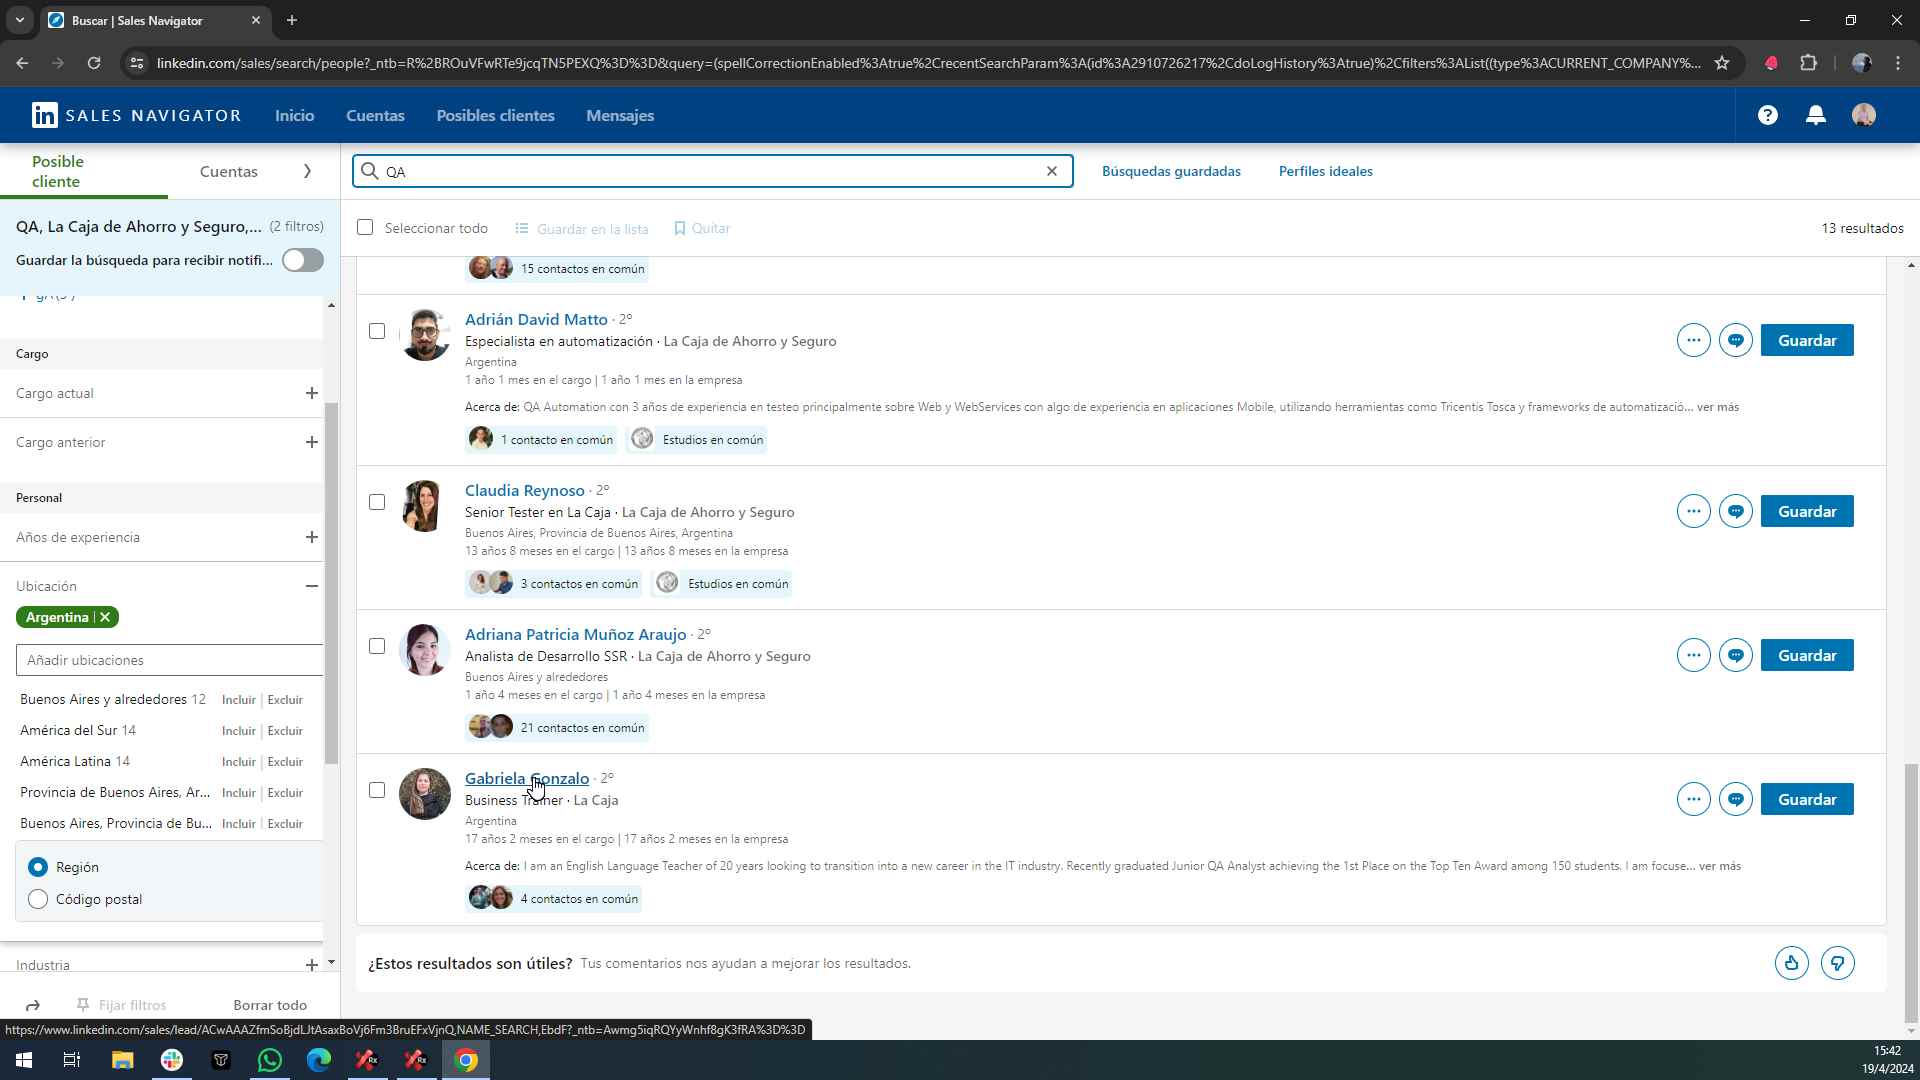 Buscar | Sales Navigator
linkedin.com/sales/search/people?_ntb=R%2BROuVFwRTe9jcqTN5PEXQ%3D%3D&query=(spellCorrectionEnabled%3Atrue%2CrecentSearchParam%3A(id%3A2910726217%2CdoLogHistory%3Atrue)%2Cfilters%3AList((type%3ACURRENT_COMPANY%...
in SALES NAVIGATOR
Inicio
Cuentas
Posibles clientes
Mensajes
Posible cliente
Cuentas
QA
Búsquedas guardadas
Perfiles ideales
QA, La Caja de Ahorro y Seguro,... (2 filtros)
Guardar la búsqueda para recibir notifi...
Seleccionar todo
Guardar en la lista
Quitar
13 resultados
Cargo
Cargo actual
Cargo anterior
Personal
Años de experiencia
Ubicación
Argentina
Añadir ubicaciones
Buenos Aires y alrededores 12 Incluir | Excluir
América del Sur 14 Incluir | Excluir
América Latina 14 Incluir | Excluir
Provincia de Buenos Aires, Ar... Incluir | Excluir
Buenos Aires, Provincia de Bu... Incluir | Excluir
Región
Código postal
Industria
Fijar filtros
Borrar todo
15 contactos en común
Adrián David Matto · 2º
Especialista en automatización · La Caja de Ahorro y Seguro
Argentina
1 año 1 mes en el cargo | 1 año 1 mes en la empresa
Acerca de: QA Automation con 3 años de experiencia en testeo principalmente sobre Web y WebServices con algo de experiencia en aplicaciones Mobile, utilizando herramientas como Tricentis Tosca y frameworks de automatizació... ver más
1 contacto en común
Estudios en común
Guardar
Claudia Reynoso · 2º
Senior Tester en La Caja · La Caja de Ahorro y Seguro
Buenos Aires, Provincia de Buenos Aires, Argentina
13 años 8 meses en el cargo | 13 años 8 meses en la empresa
3 contactos en común
Estudios en común
Guardar
Adriana Patricia Muñoz Araujo · 2º
Analista de Desarrollo SSR · La Caja de Ahorro y Seguro
Buenos Aires y alrededores
1 año 4 meses en el cargo | 1 año 4 meses en la empresa
21 contactos en común
Guardar
Gabriela Gonzalo · 2º
Business Trainer · La Caja
Argentina
17 años 2 meses en el cargo | 17 años 2 meses en la empresa
Acerca de: I am an English Language Teacher of 20 years looking to transition into a new career in the IT industry. Recently graduated Junior QA Analyst achieving the 1st Place on the Top Ten Award among 150 students. I am focuse... ver más
4 contactos en común
Guardar
¿Estos resultados son útiles? Tus comentarios nos ayudan a mejorar los resultados.
https://www.linkedin.com/sales/lead/ACwAAAZfmSoBjdLJtAsaxBoVj6Fm3BruEFxVjnQ,NAME_SEARCH,EbdF?_ntb=Awmg5iqRQYyWnhf8gK3fRA%3D%3D
15:42
19/4/2024